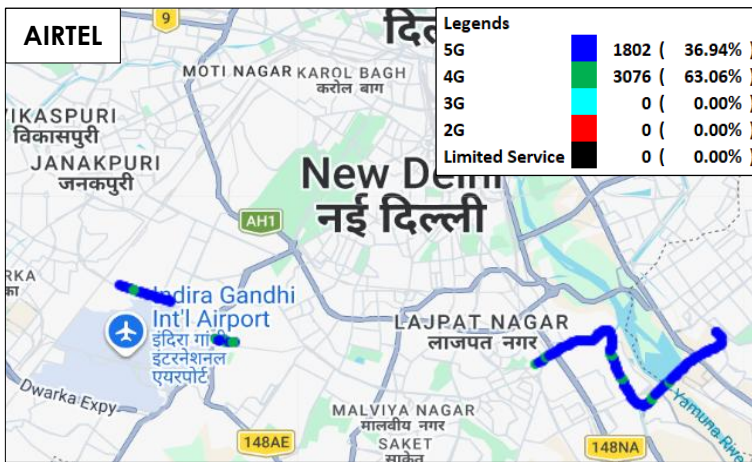 AIRTEL
9
Legends
5G 1802 ( 36.94% )
4G 3076 ( 63.06% )
3G 0 ( 0.00% )
2G 0 ( 0.00% )
Limited Service 0 ( 0.00% )
MOTI NAGAR
KAROL BAGH
करोल बाग
विकासपुरी
JANAKPURI
जनकपुरी
New Delhi
नई दिल्ली
AH1
Indira Gandhi
Int'l Airport
इंदिरा
इंटरनेशनल
एयरपोर्ट
LAJPAT NAGAR
लाजपत नगर
Dwarka Expy
MALVIYA NAGAR
मालवीय नगर
SAKET
साकेत
148AE
148NA
Yamuna River